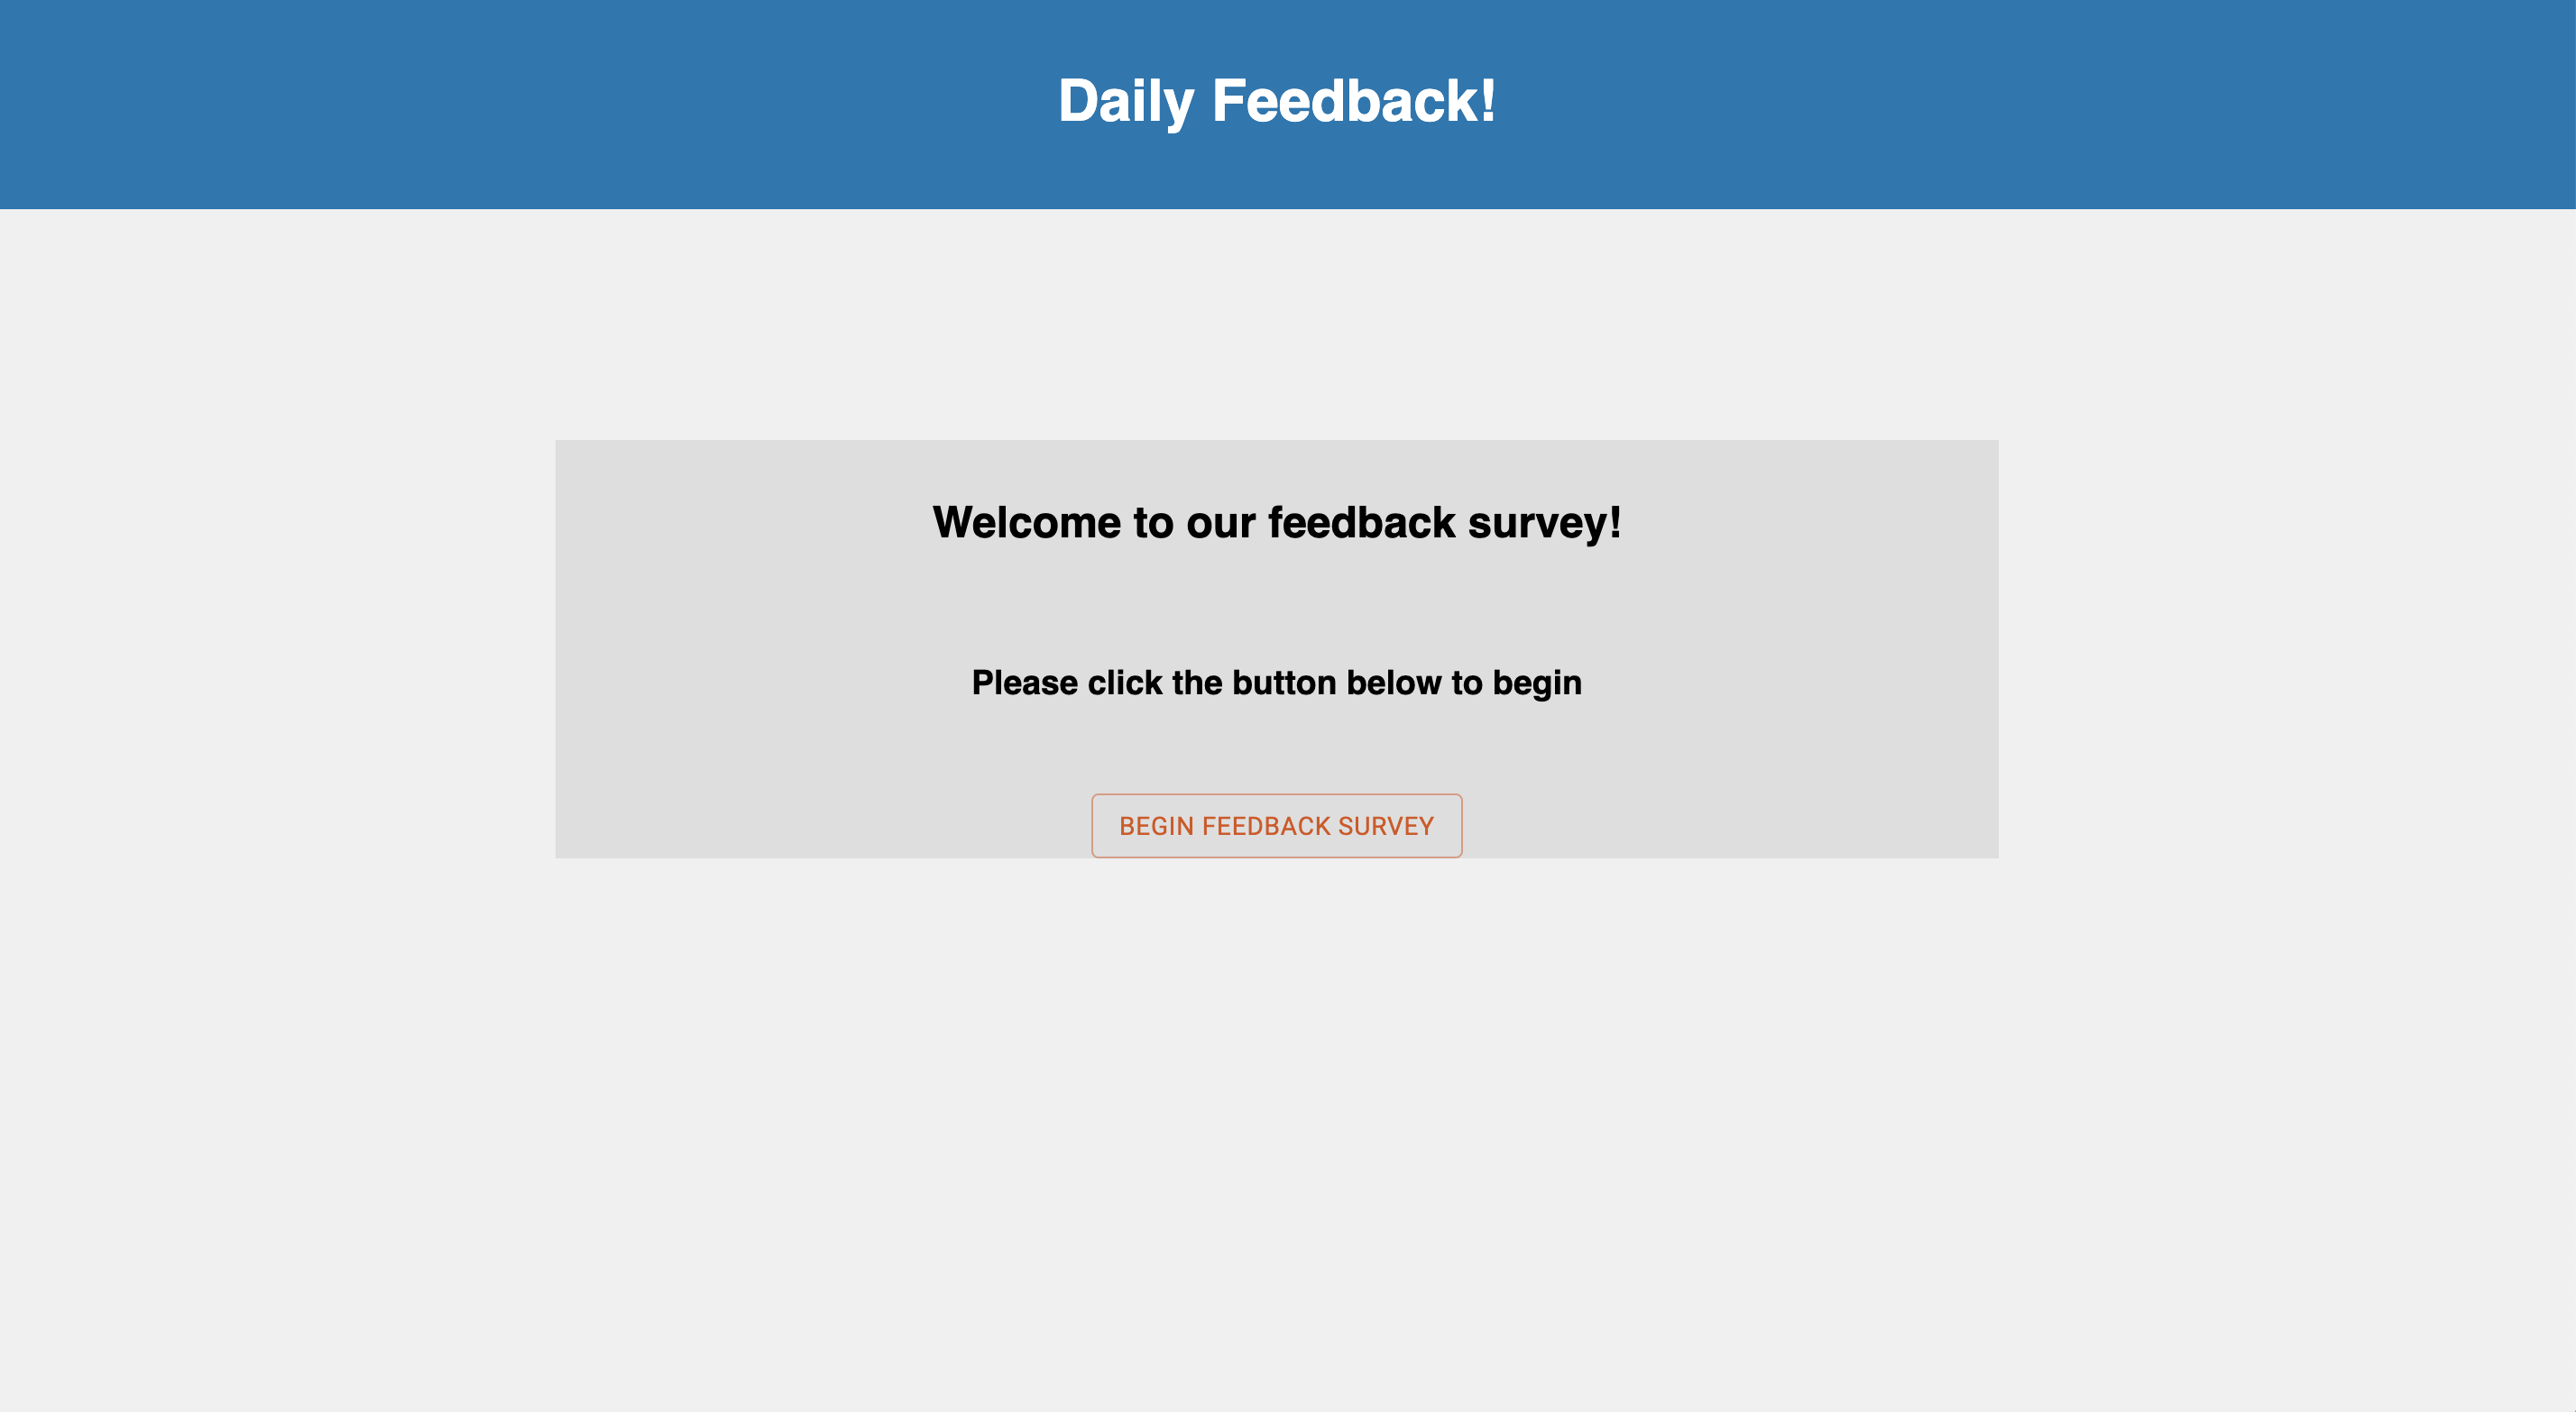 Daily Feedback!
Welcome to our feedback survey!
Please click the button below to begin
BEGIN FEEDBACK SURVEY